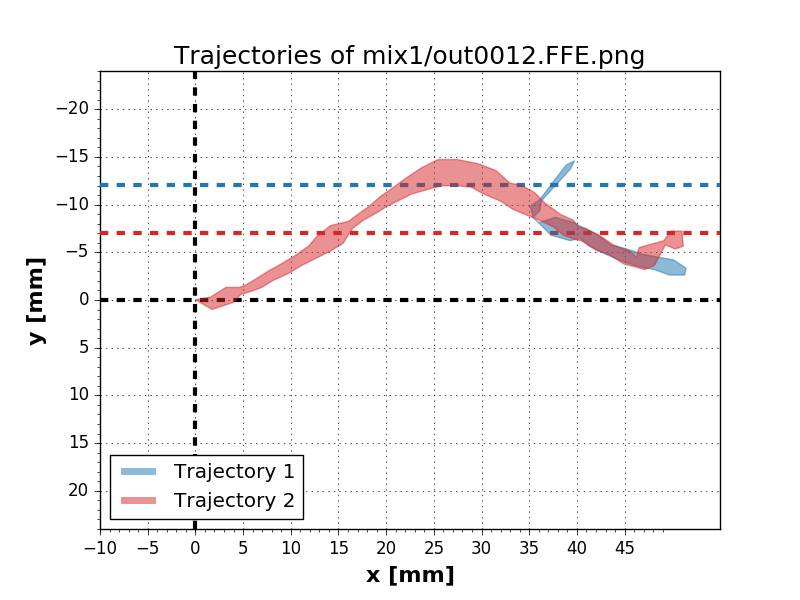 Trajectories of mix1/out0012.FFE.png
−20
−15
−10
−5
0
5
10
15
20
y [mm]
Trajectory 1
Trajectory 2
−10 −5 0 5 10 15 20 25 30 35 40 45
x [mm]